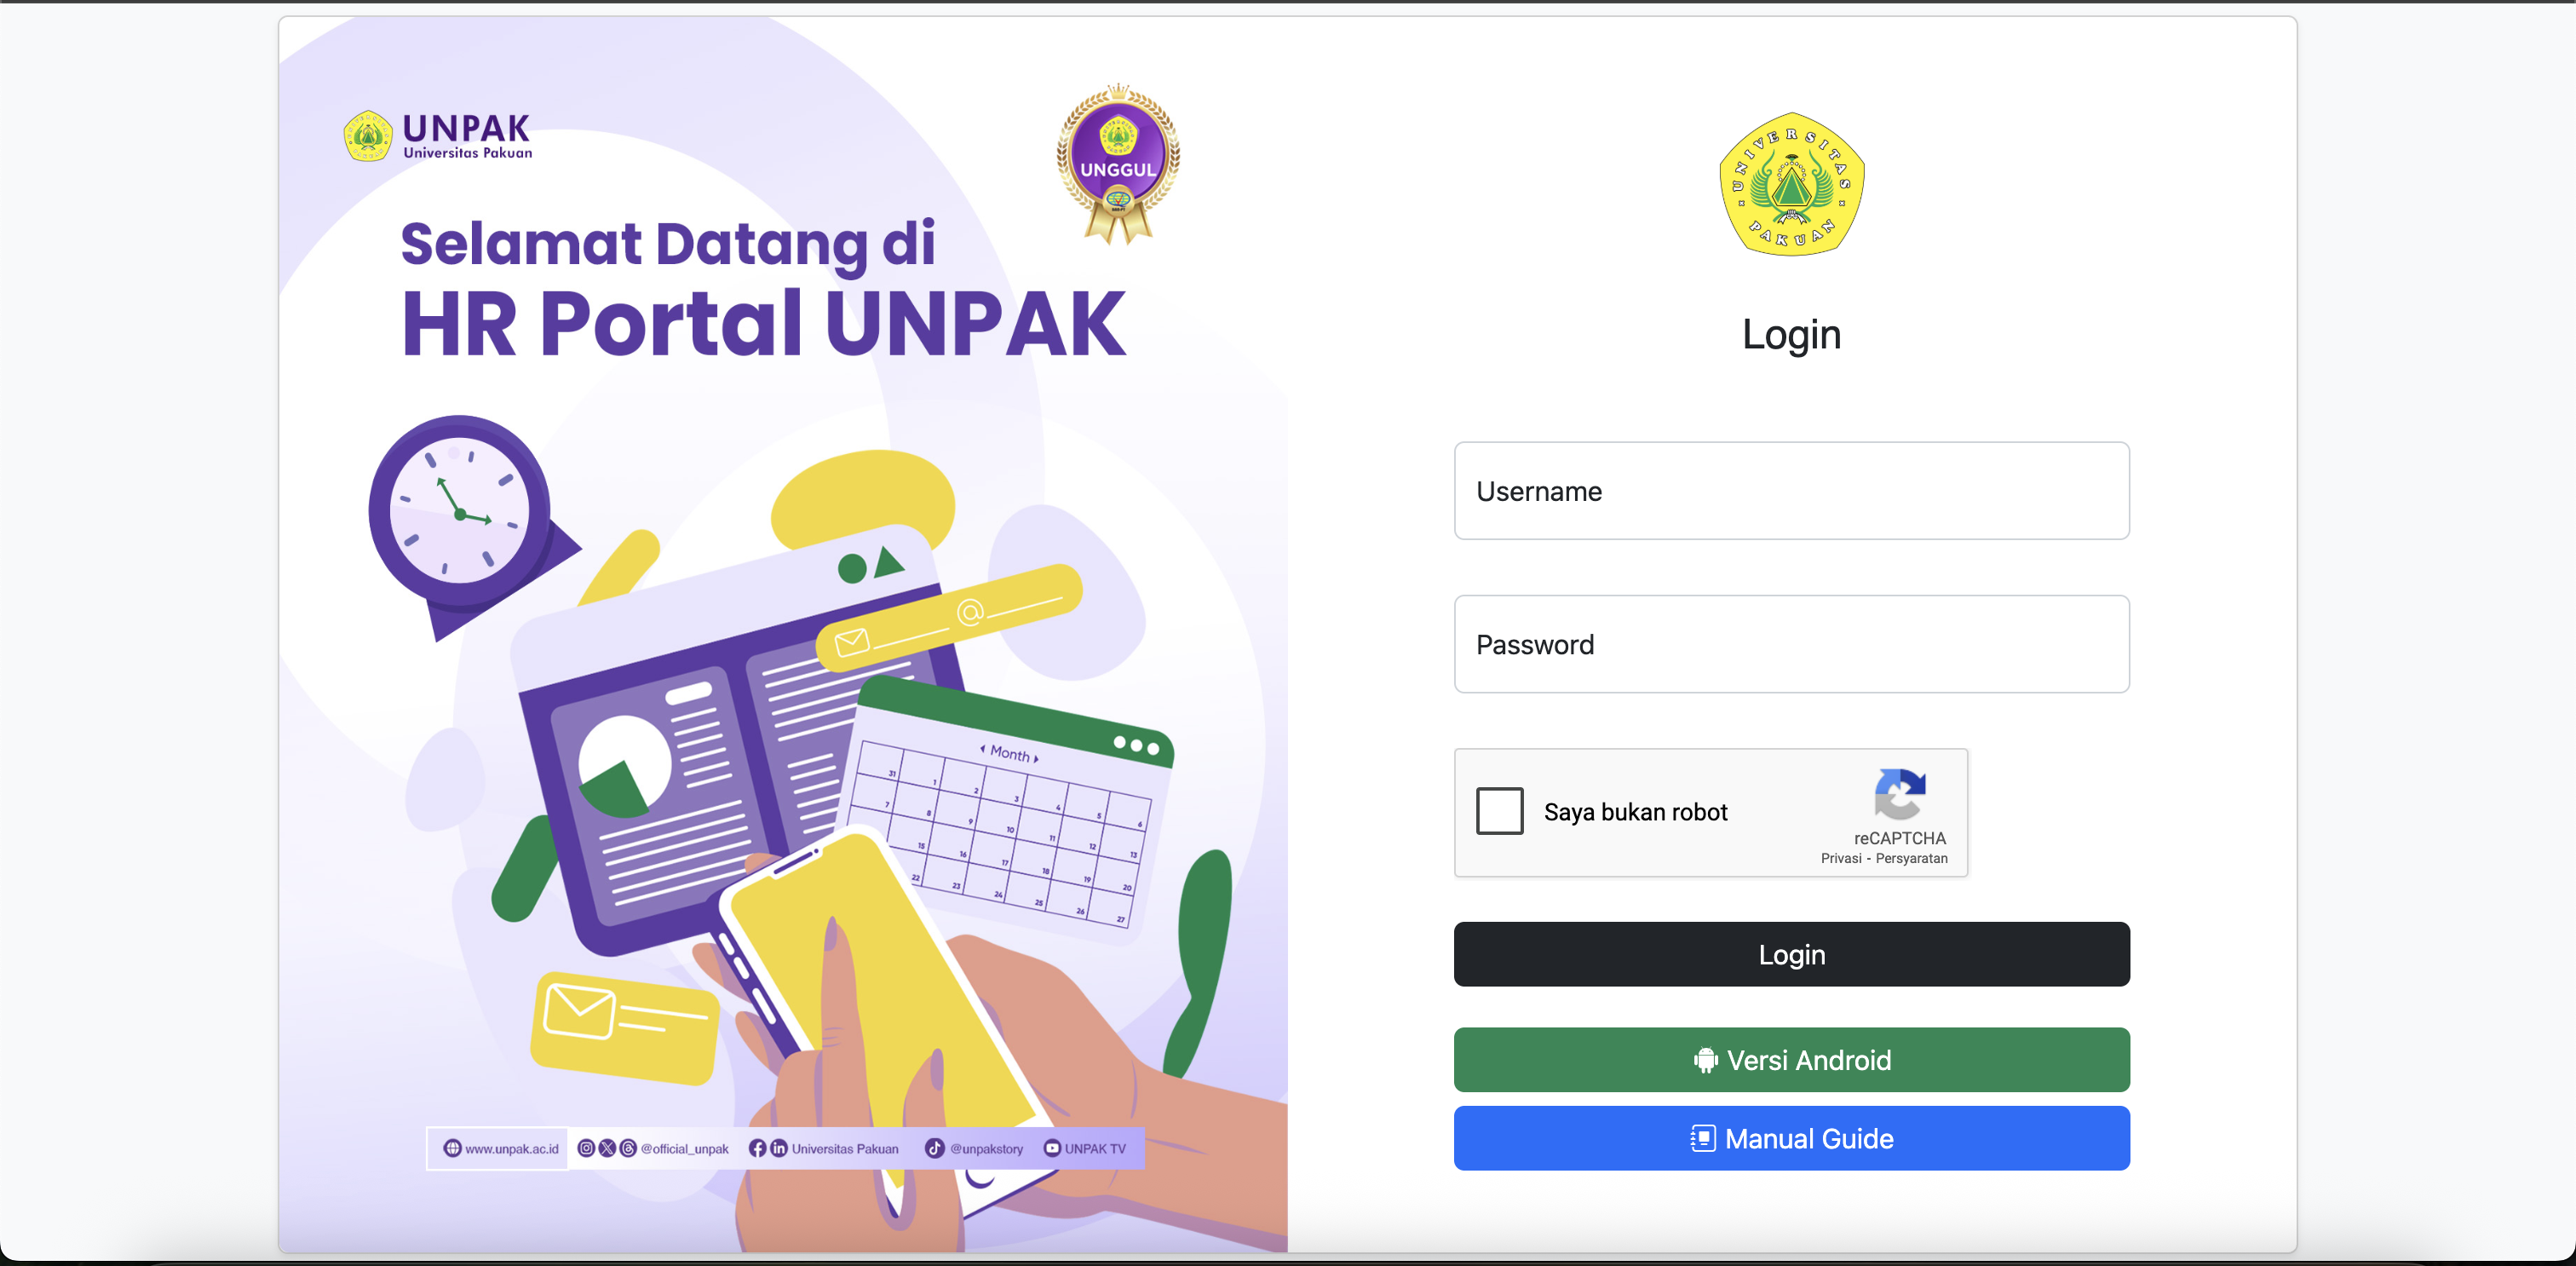 UNPAK
Universitas Pakuan
UNGGUL
Selamat Datang di
HR Portal UNPAK
Month
31 1 2 3 4 5 6
7 8 9 10 11 12 13
15 16 17 18 19 20
22 23 24 25 26 27
@
www.unpak.ac.id @official_unpak Universitas Pakuan @unpakstory UNPAK TV
UNIVERSITAS
PAKUAN
Login
Username
Password
Saya bukan robot
reCAPTCHA
Privasi - Persyaratan
Login
Versi Android
Manual Guide